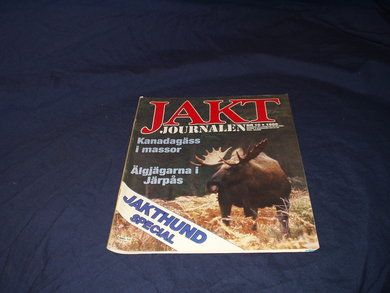 JAKT
JOURNALEN
Kanadagäss
i massor
Älgjägarna i
Järpås
JAKTHUND
SPECIAL